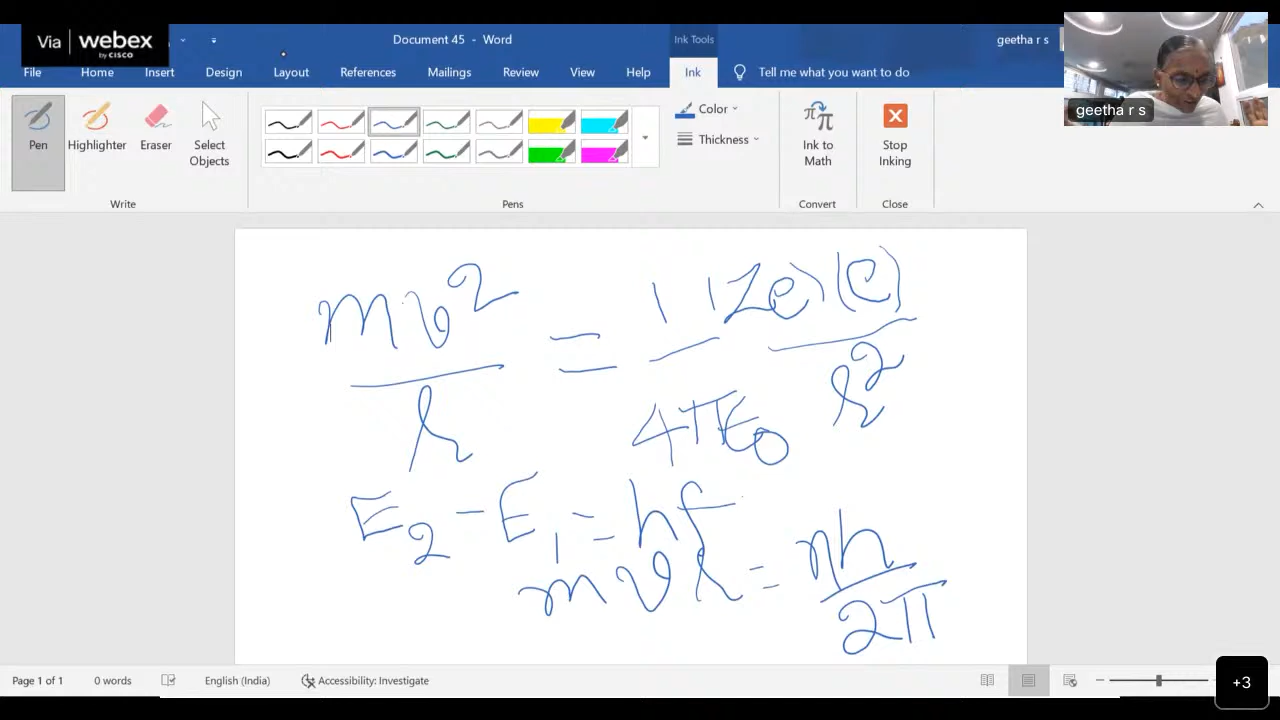 Via webex
by CISCO
Document 45 - Word
Ink Tools
geetha r s
File Home Insert Design Layout References Mailings Review View Help Ink Tell me what you want to do
geetha r s
Pen Highlighter Eraser Select Objects
Color
Thickness
Ink to Math
Stop Inking
Write Pens Convert Close
mv²/r = 1/4πε₀ (Ze)(e)/r²
E₂ - E₁ = hf
mvr = nh/2π
Page 1 of 1 0 words English (India) Accessibility: Investigate
+3